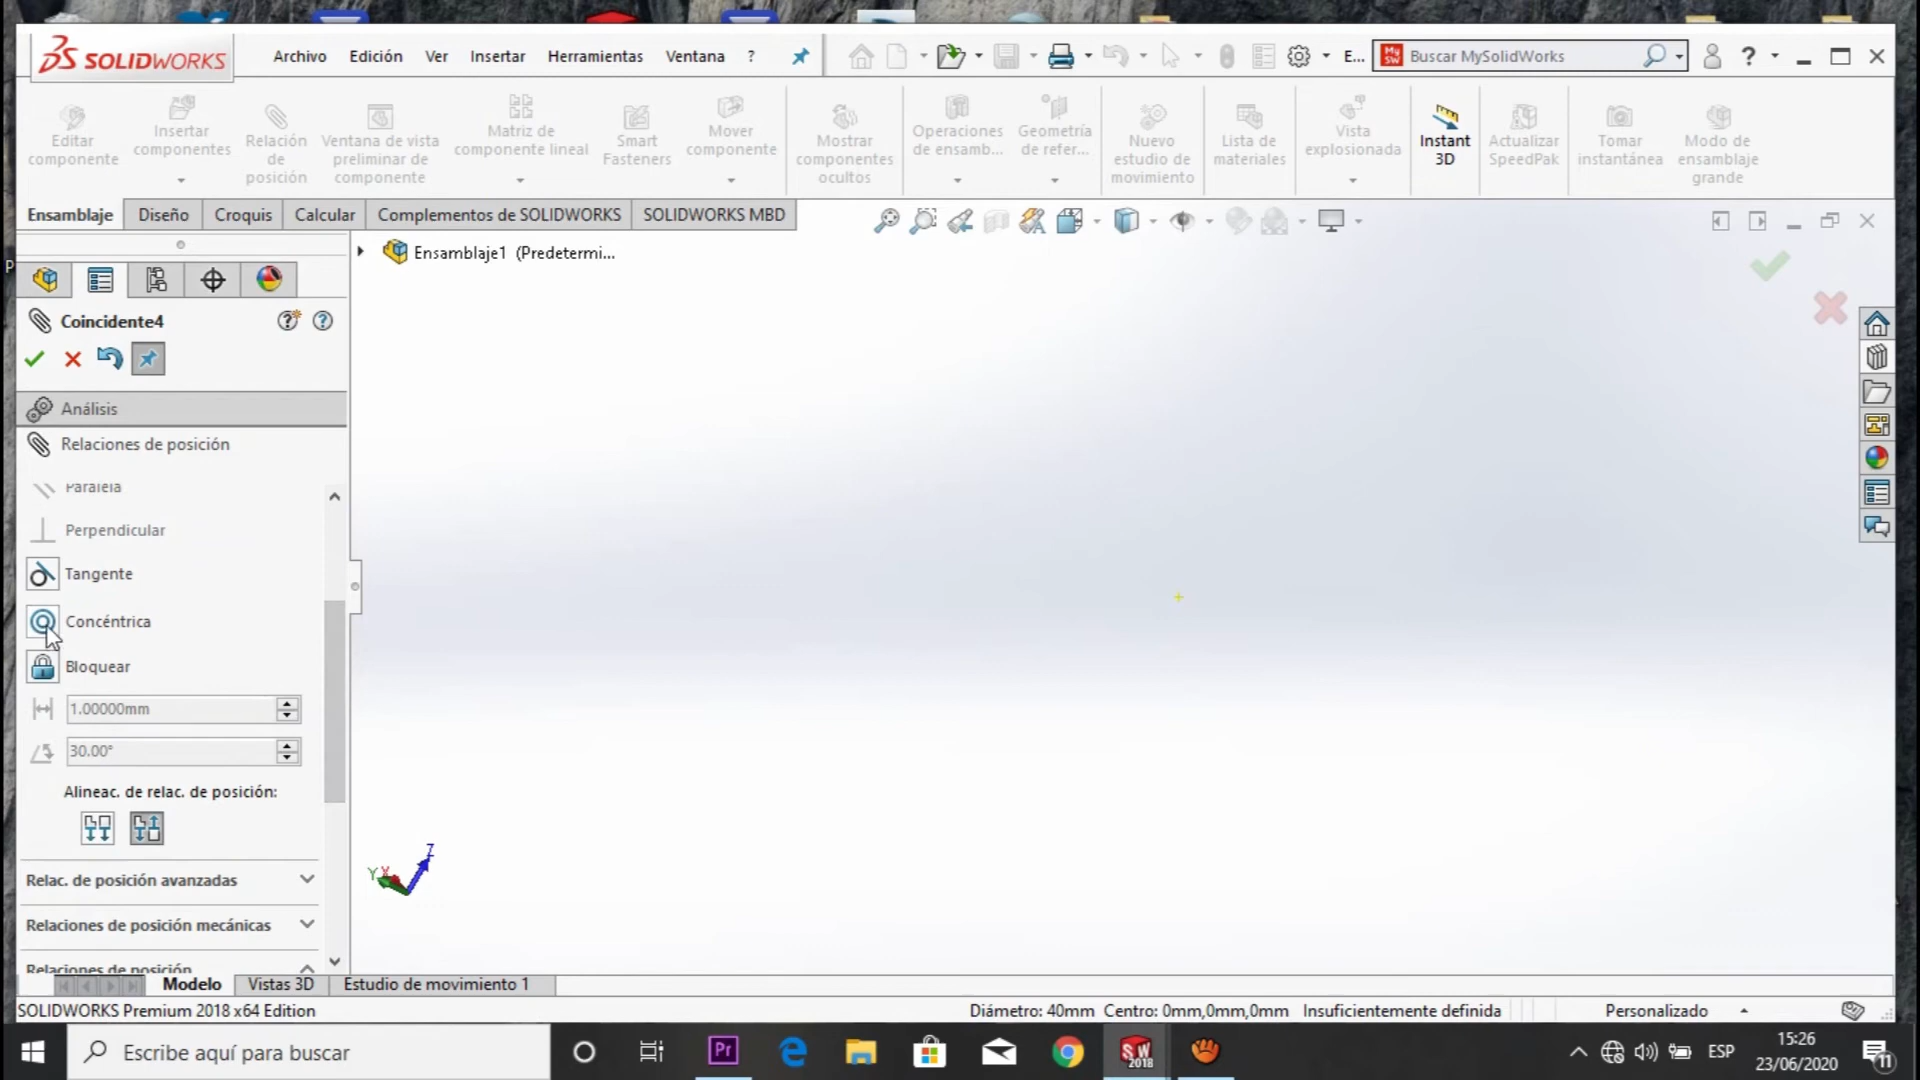 SOLIDWORKS
Archivo Edición Ver Insertar Herramientas Ventana ?
E...
Buscar MySolidWorks
Editar componente
Insertar componentes
Relación de posición
Ventana de vista preliminar de componente
Matriz de componente lineal
Smart Fasteners
Mover componente
Mostrar componentes ocultos
Operaciones de ensamb...
Geometría de refer...
Nuevo estudio de movimiento
Lista de materiales
Vista explosionada
Instant 3D
Actualizar SpeedPak
Tomar instantánea
Modo de ensamblaje grande
Ensamblaje Diseño Croquis Calcular Complementos de SOLIDWORKS SOLIDWORKS MBD
Ensamblaje1 (Predetermi...
Coincidente4
Análisis
Relaciones de posición
Paralela
Perpendicular
Tangente
Concéntrica
Bloquear
1.00000mm
30.00°
Alineac. de relac. de posición:
Relac. de posición avanzadas
Relaciones de posición mecánicas
Relaciones de posición
Y X Z
Modelo Vistas 3D Estudio de movimiento 1
SOLIDWORKS Premium 2018 x64 Edition
Diámetro: 40mm Centro: 0mm,0mm,0mm Insuficientemente definida Personalizado
Escribe aquí para buscar
Pr
SW 2018
ESP
15:26
23/06/2020
11